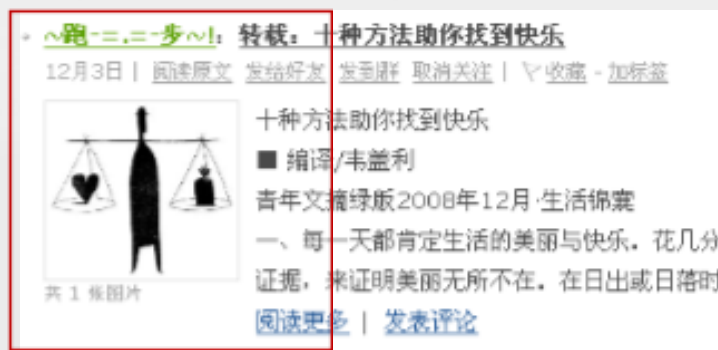 ~跑-=.=-步~!：转载：十种方法助你找到快乐
12月3日 | 阅读原文 发给好友 发到群 取消关注 | 收藏 - 加标签
十种方法助你找到快乐
■ 编译/韦盖利
青年文摘绿版2008年12月·生活锦囊
一、每一天都肯定生活的美丽与快乐。花几分
证据，来证明美丽无所不在。在日出或日落时
共 1 张图片
阅读更多 | 发表评论